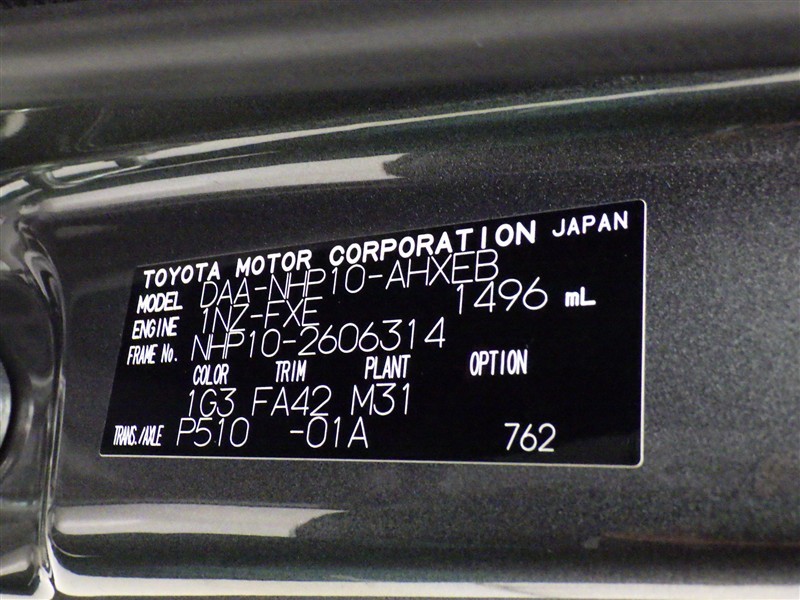 TOYOTA MOTOR CORPORATION JAPAN
MODEL DAA-NHP10-AHXEB
ENGINE 1NZ-FXE 1496 mL
FRAME No. NHP10-2606314
COLOR TRIM PLANT OPTION
1G3 FA42 M31
TRANS./AXLE P510 -01A 762